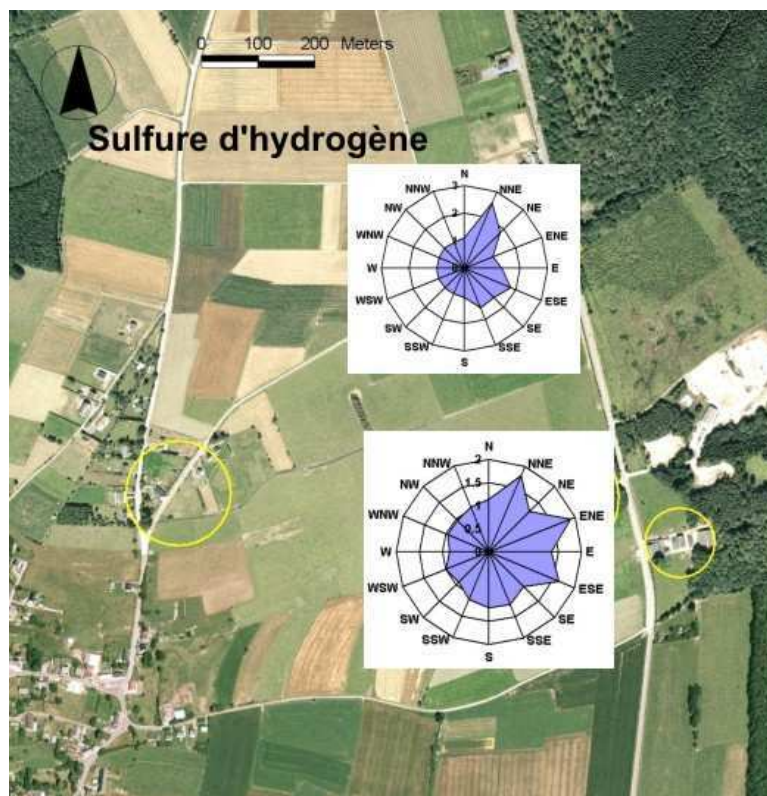 0 100 200 Meters
Sulfure d'hydrogène
N
NNW 3 NNE
NW 2 NE
WNW 1 ENE
W 0 E
WSW ESE
SW SE
SSW SSE
S
N
NNW 2 NNE
NW 1.5 NE
1
WNW 0.5 ENE
W 0 E
WSW ESE
SW SE
SSW SSE
S